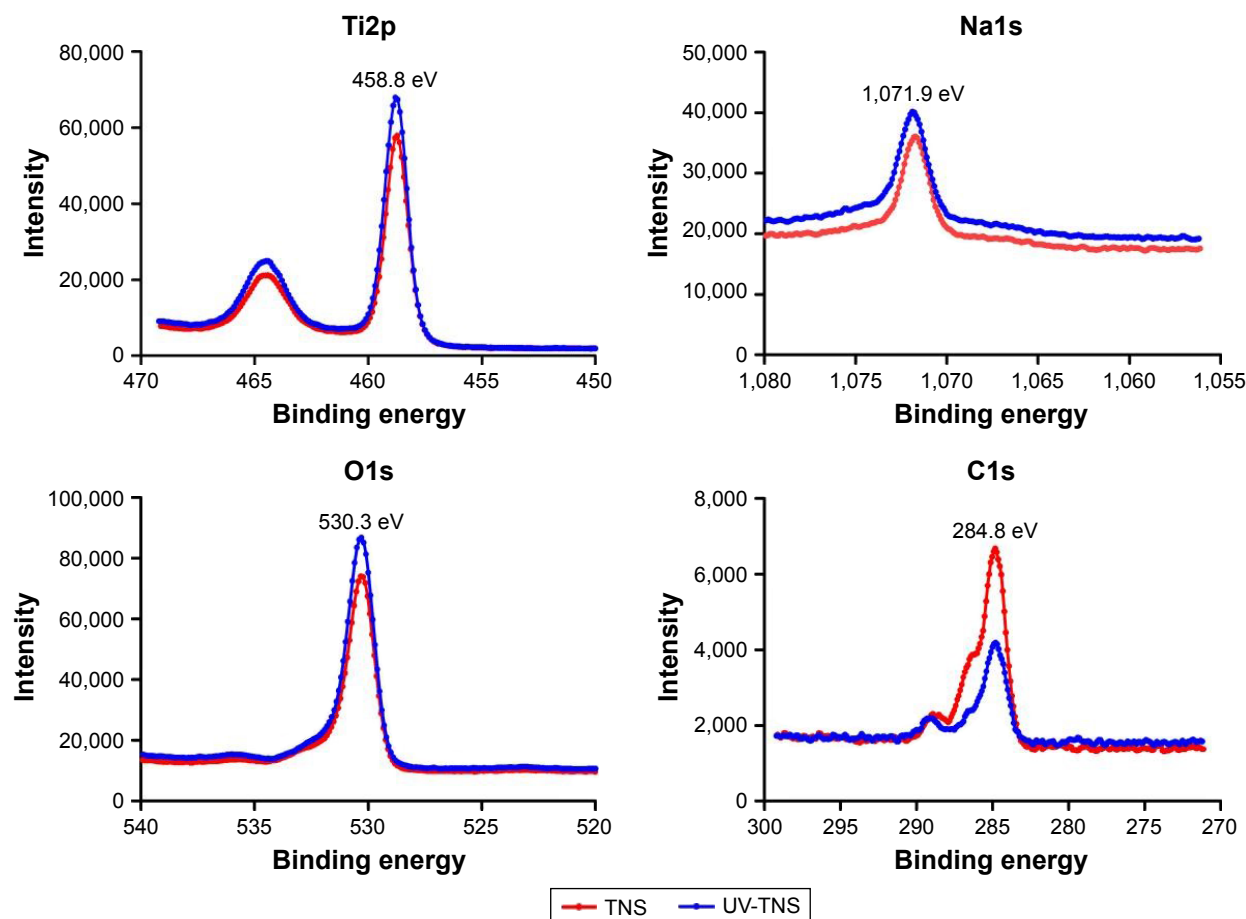 Ti2p
80,000
60,000
40,000
20,000
0
Intensity
458.8 eV
470
465
460
455
450
Binding energy
Na1s
50,000
40,000
30,000
20,000
10,000
0
Intensity
1,071.9 eV
1,080
1,075
1,070
1,065
1,060
1,055
Binding energy
O1s
100,000
80,000
60,000
40,000
20,000
0
Intensity
530.3 eV
540
535
530
525
520
Binding energy
C1s
8,000
6,000
4,000
2,000
0
Intensity
284.8 eV
300
295
290
285
280
275
270
Binding energy
TNS
UV-TNS